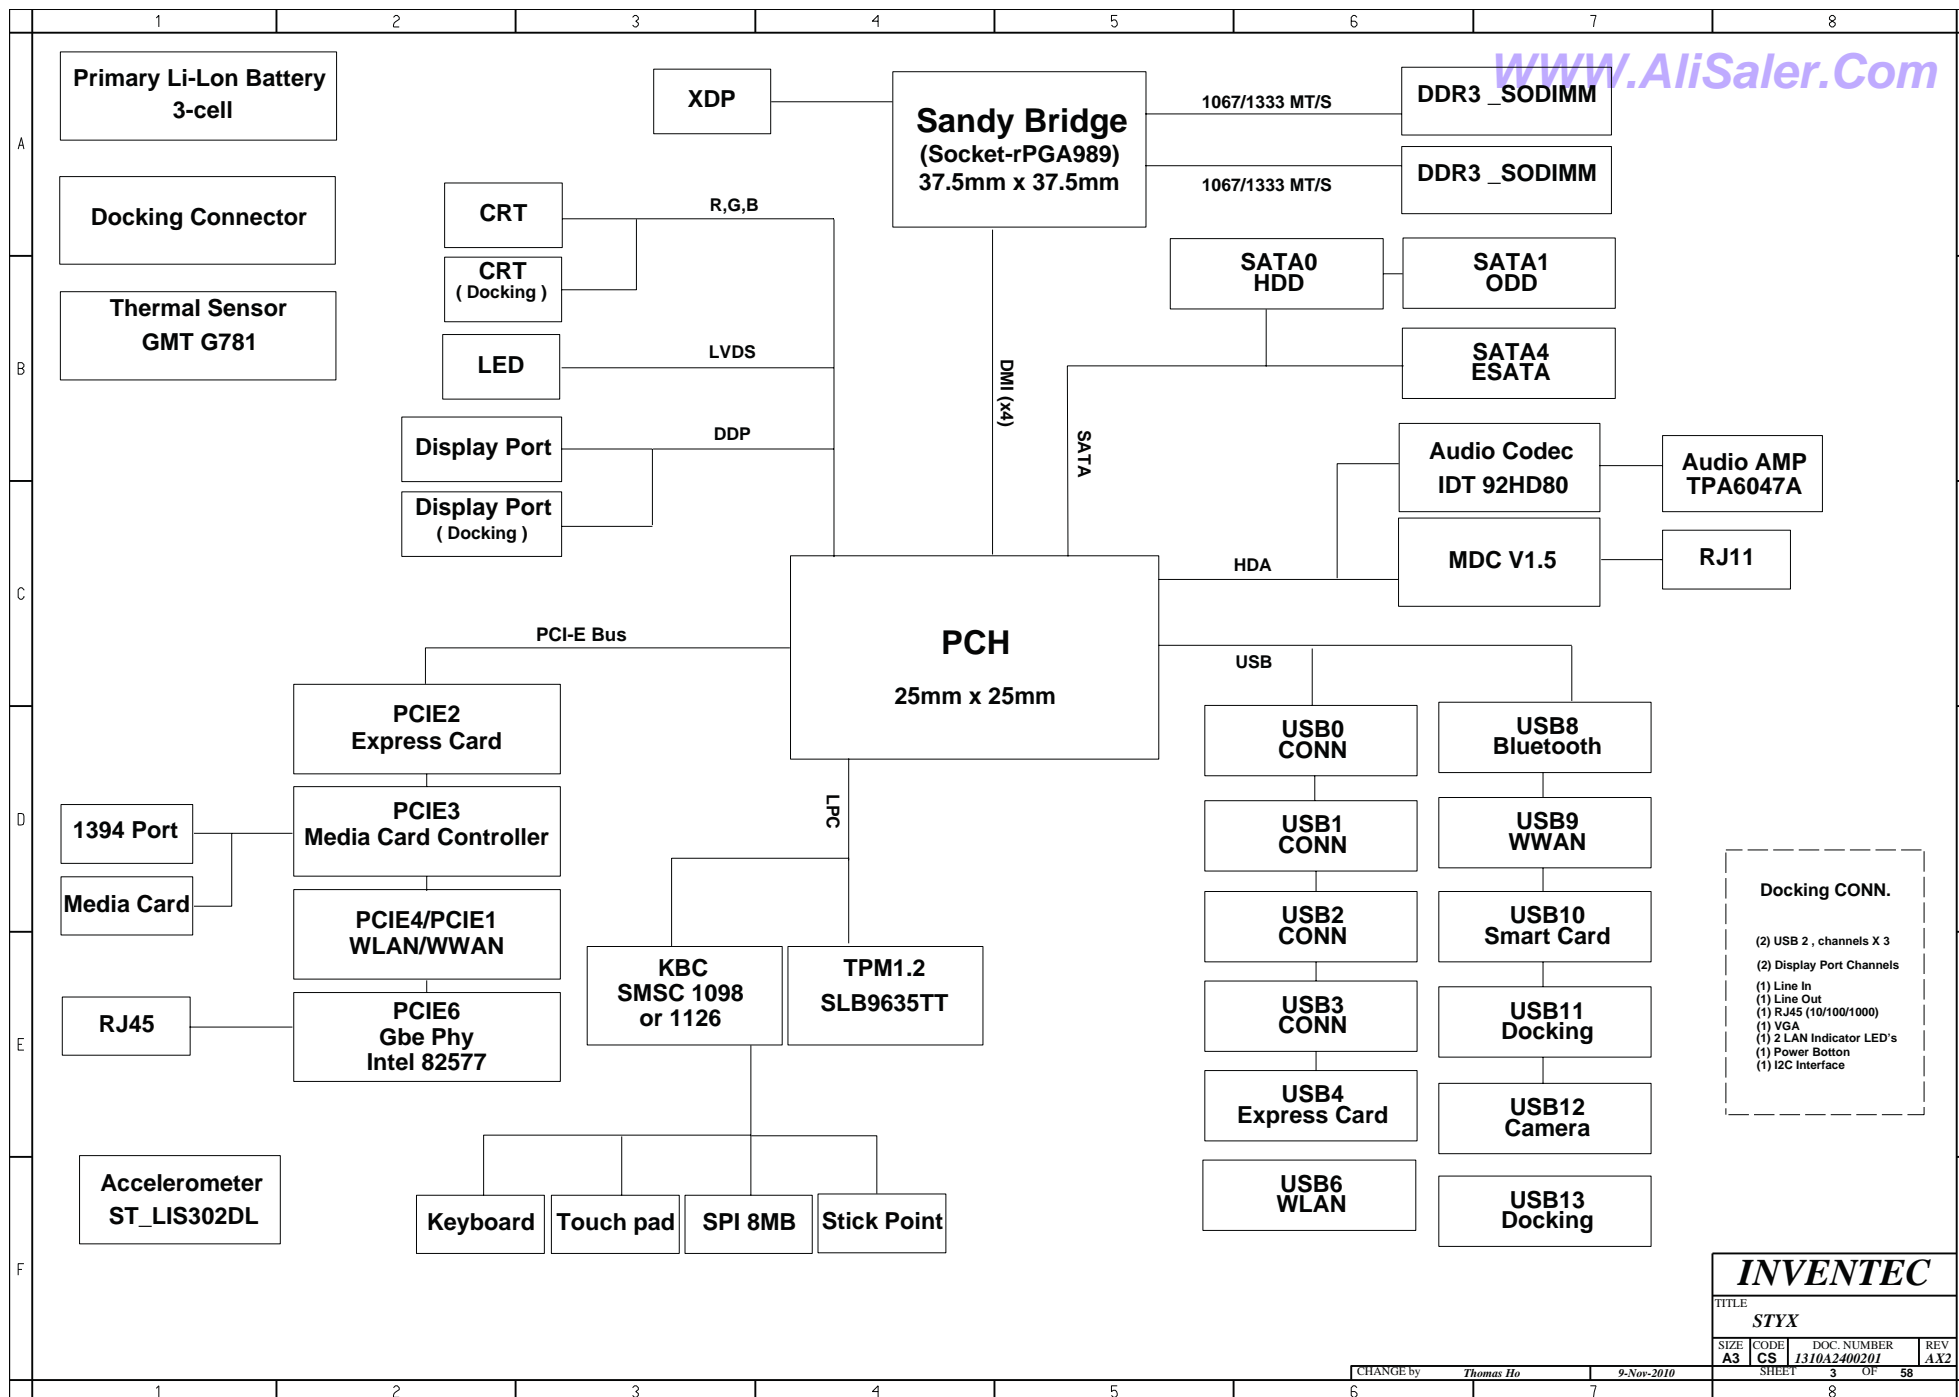 1 2 3 4 5 6 7 8
WWW.AliSaler.Com
A
B
C
D
E
F
Primary Li-Lon Battery
3-cell
Docking Connector
Thermal Sensor
GMT G781
XDP
Sandy Bridge
(Socket-rPGA989)
37.5mm x 37.5mm
1067/1333 MT/S
DDR3 _SODIMM
1067/1333 MT/S
DDR3 _SODIMM
CRT
R,G,B
CRT
( Docking )
LED
LVDS
Display Port
DDP
Display Port
( Docking )
DMI (x4)
SATA
SATA0
HDD
SATA1
ODD
SATA4
ESATA
Audio Codec
IDT 92HD80
Audio AMP
TPA6047A
HDA
MDC V1.5
RJ11
PCH
25mm x 25mm
PCI-E Bus
USB
LPC
PCIE2
Express Card
PCIE3
Media Card Controller
1394 Port
Media Card
PCIE4/PCIE1
WLAN/WWAN
RJ45
PCIE6
Gbe Phy
Intel 82577
KBC
SMSC 1098
or 1126
TPM1.2
SLB9635TT
Accelerometer
ST_LIS302DL
Keyboard
Touch pad
SPI 8MB
Stick Point
USB0
CONN
USB1
CONN
USB2
CONN
USB3
CONN
USB4
Express Card
USB6
WLAN
USB8
Bluetooth
USB9
WWAN
USB10
Smart Card
USB11
Docking
USB12
Camera
USB13
Docking
Docking CONN.
(2) USB 2 , channels X 3
(2) Display Port Channels
(1) Line In
(1) Line Out
(1) RJ45 (10/100/1000)
(1) VGA
(1) 2 LAN Indicator LED's
(1) Power Botton
(1) I2C Interface
INVENTEC
TITLE
STYX
SIZE CODE DOC. NUMBER REV
A3 CS 1310A2400201 AX2
CHANGE by Thomas Ho 9-Nov-2010 SHEET 3 OF 58
1 2 3 4 5 6 7 8